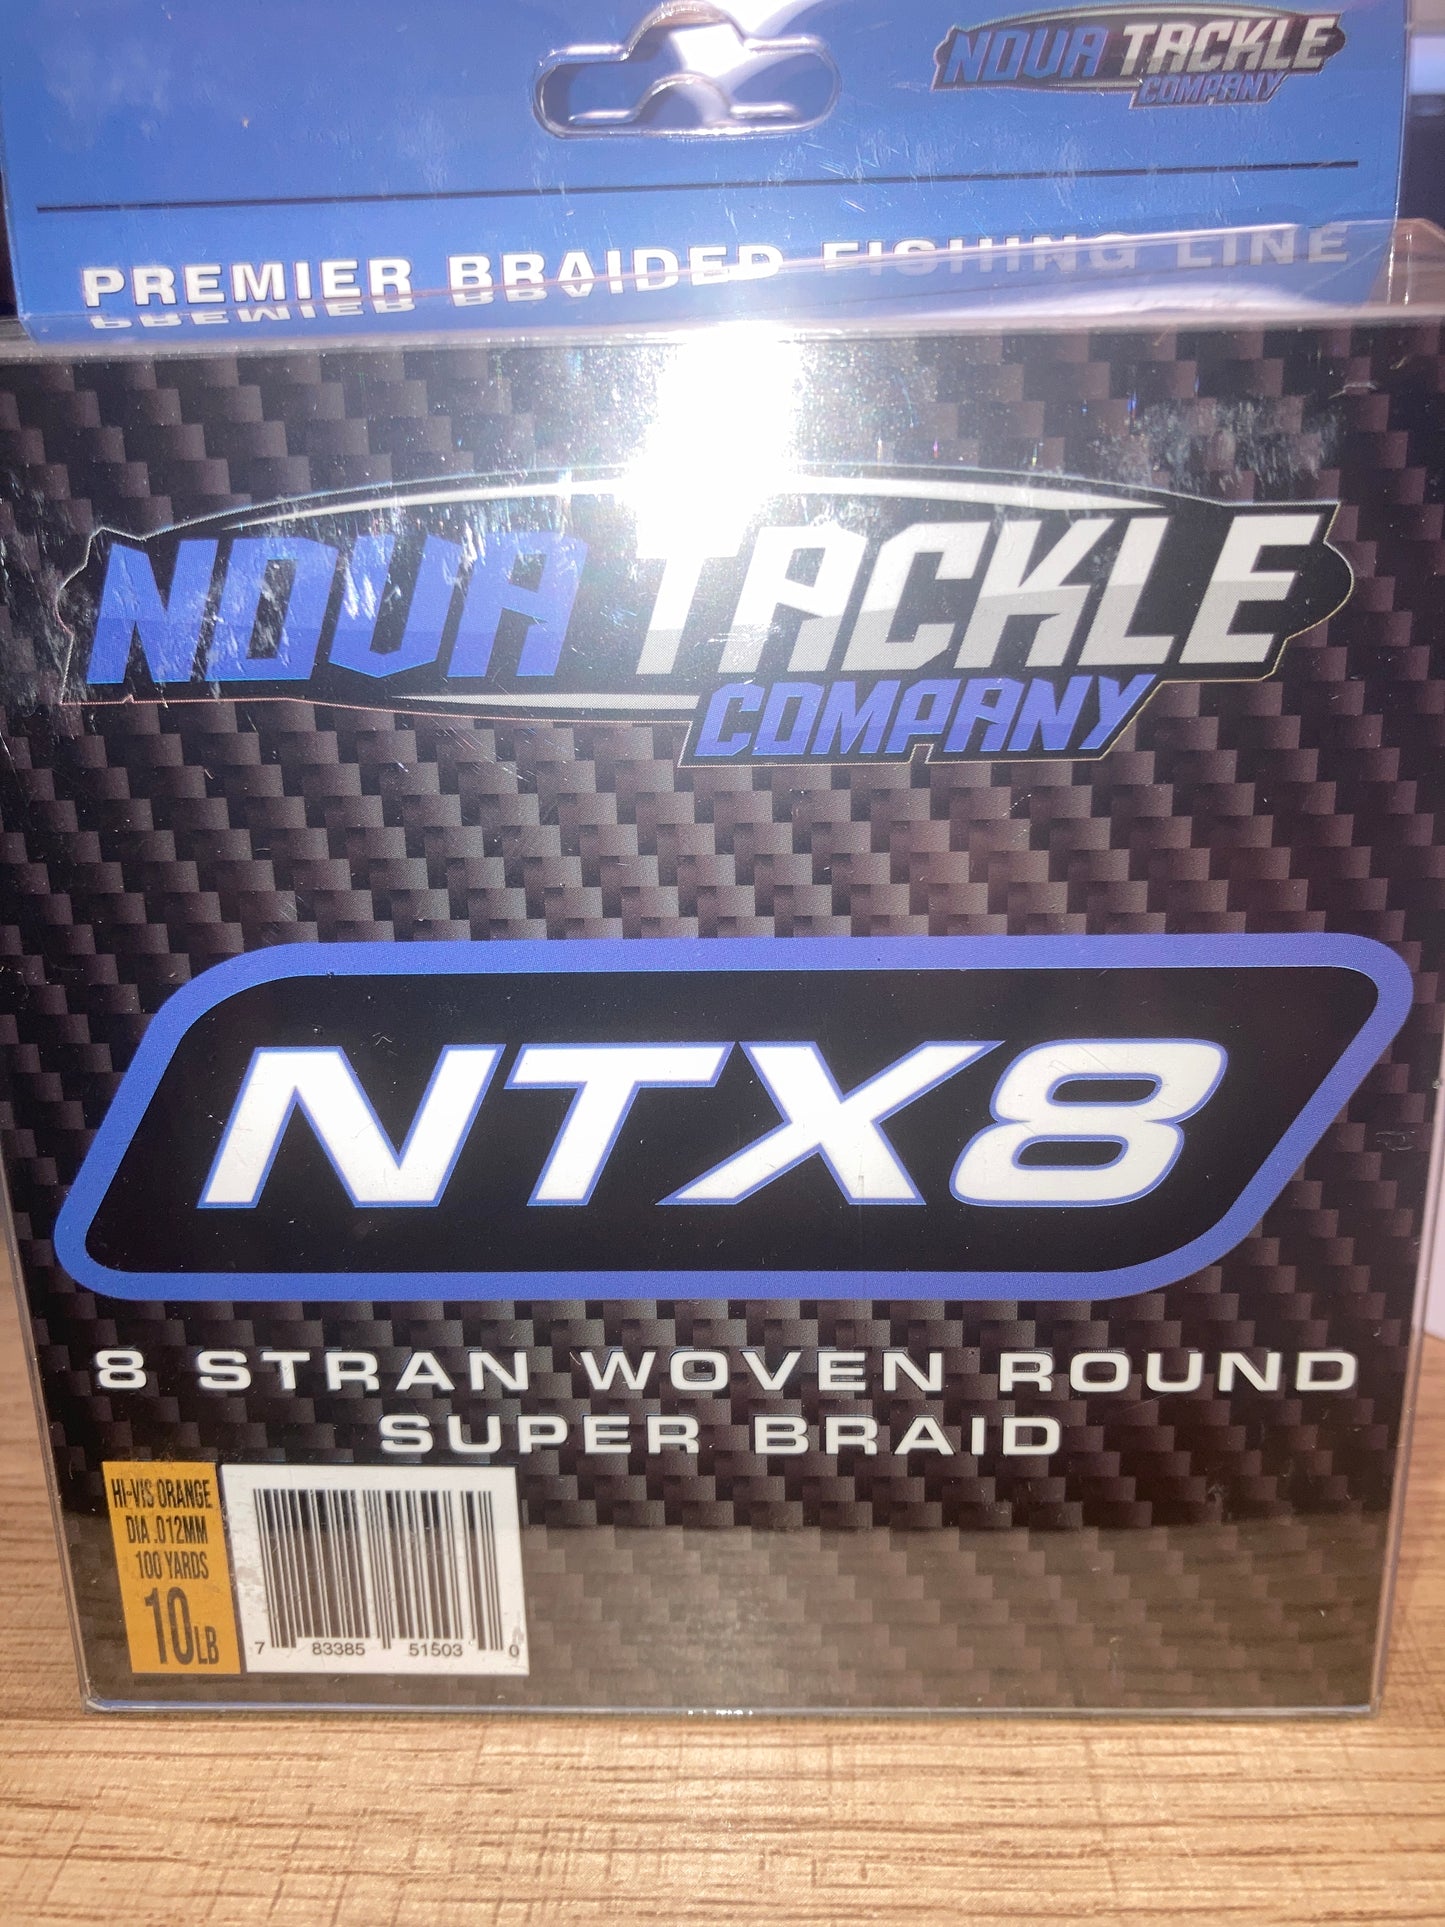 NOVA TACKLE
COMPANY
PREMIER BRAIDED FISHING LINE
NOVA TACKLE
COMPANY
NTX8
8 STRAN WOVEN ROUND
SUPER BRAID
HI-VIS ORANGE
DIA .012MM
100 YARDS
10LB
7 83385 51503 0